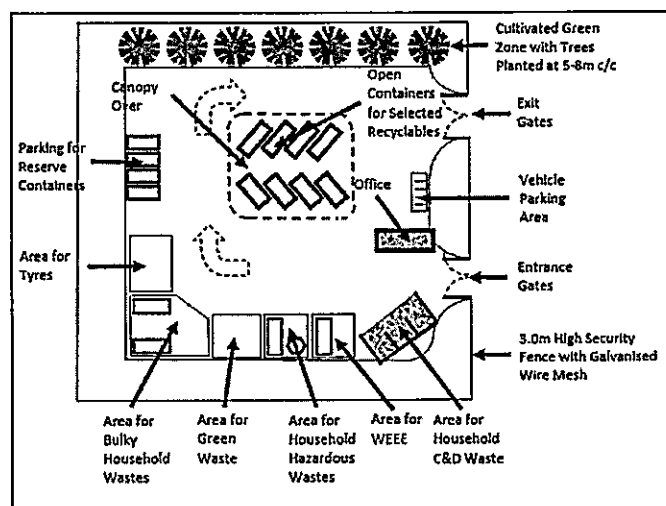 Cultivated Green
Zone with Trees
Planted at 5-8m c/c
Canopy
Over
Open
Containers
for Selected
Recyclables
Exit
Gates
Parking for
Reserve
Containers
Office
Vehicle
Parking
Area
Area for
Tyres
Entrance
Gates
3.0m High Security
Fence with Galvanised
Wire Mesh
Area for
Bulky
Household
Wastes
Area for
Green
Waste
Area for
Household
Hazardous
Wastes
Area for
WEEE
Area for
Household
C&D Waste